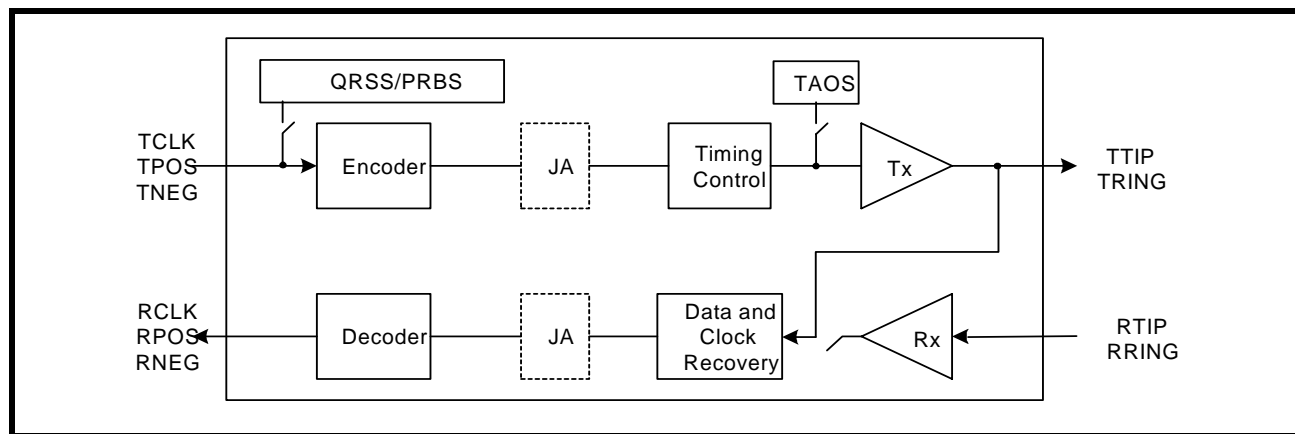 QRSS/PRBS
TAOS
TCLK
TPOS
TNEG
Encoder
JA
Timing
Control
Tx
TTIP
TRING
RCLK
RPOS
RNEG
Decoder
JA
Data and
Clock
Recovery
Rx
RTIP
RRING